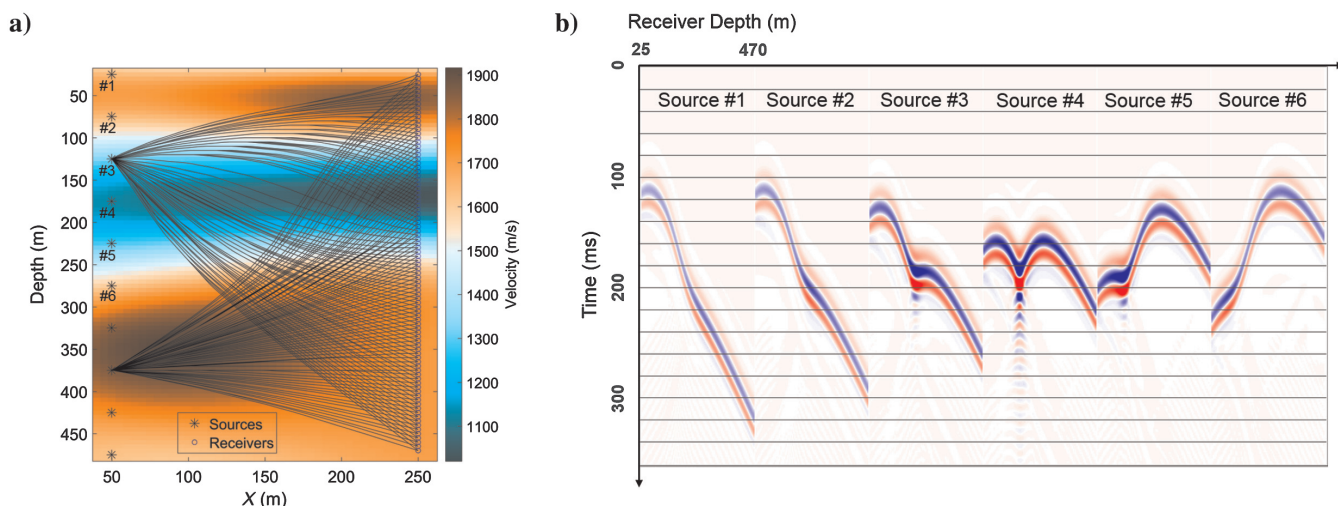 a)
#1
#2
#3
#4
#5
#6
50
100
150
200
250
300
350
400
450
Depth (m)
50
100
150
200
250
X (m)
Sources
Receivers
1900
1800
1700
1600
1500
1400
1300
1200
1100
Velocity (m/s)
b)
Receiver Depth (m)
25
470
0
100
200
300
Time (ms)
Source #1
Source #2
Source #3
Source #4
Source #5
Source #6